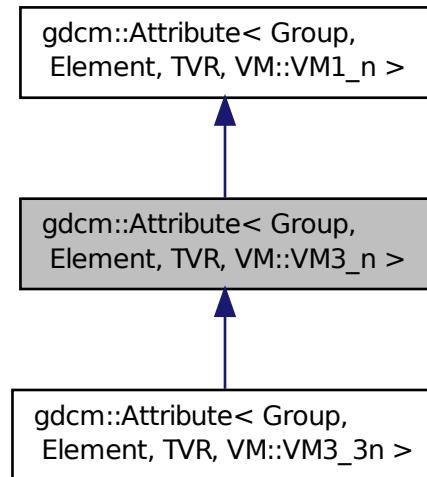 gdcm::Attribute< Group,
Element, TVR, VM::VM1_n >
gdcm::Attribute< Group,
Element, TVR, VM::VM3_n >
gdcm::Attribute< Group,
Element, TVR, VM::VM3_3n >